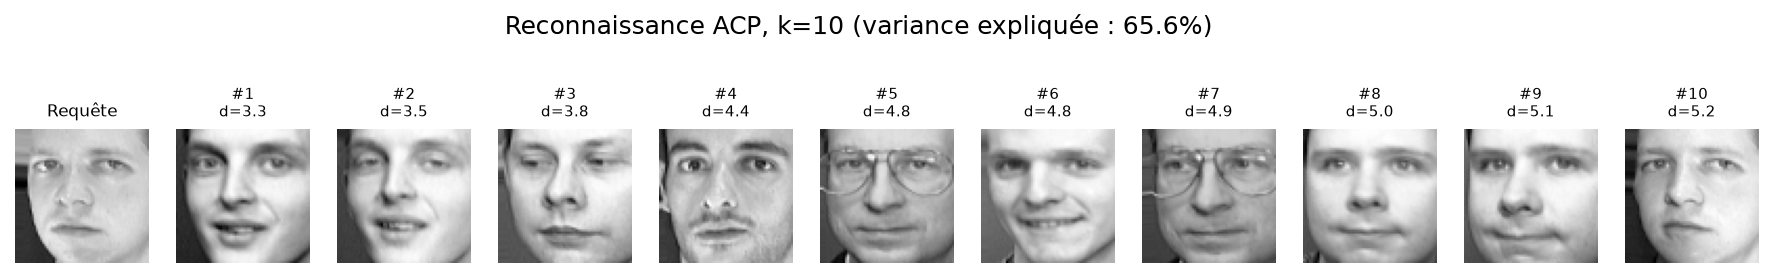 Reconnaissance ACP, k=10 (variance expliquée : 65.6%)
Requête
#1
d=3.3
#2
d=3.5
#3
d=3.8
#4
d=4.4
#5
d=4.8
#6
d=4.8
#7
d=4.9
#8
d=5.0
#9
d=5.1
#10
d=5.2